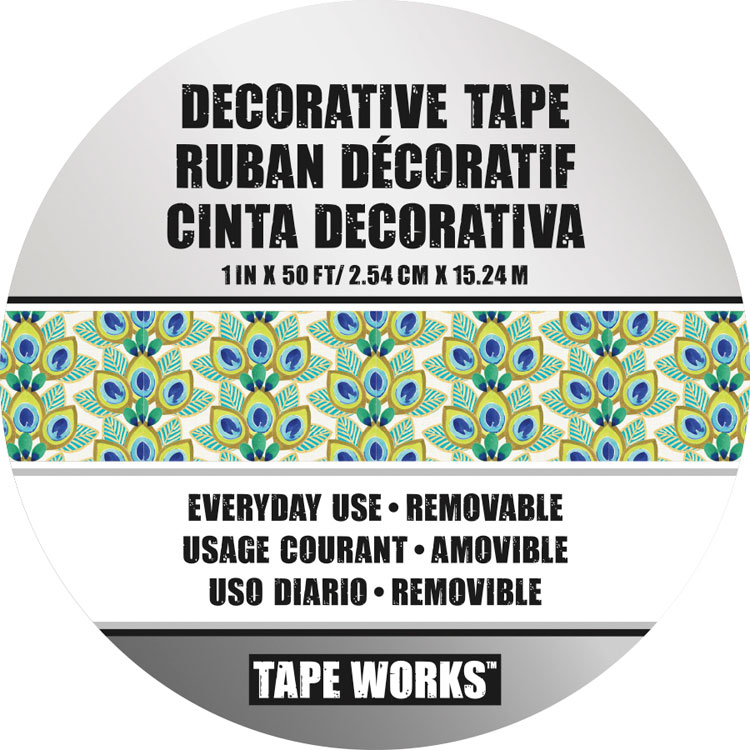 DECORATIVE TAPE
RUBAN DÉCORATIF
CINTA DECORATIVA
1 IN X 50 FT/ 2.54 CM X 15.24 M
EVERYDAY USE • REMOVABLE
USAGE COURANT • AMOVIBLE
USO DIARIO • REMOVIBLE
TAPE WORKS™